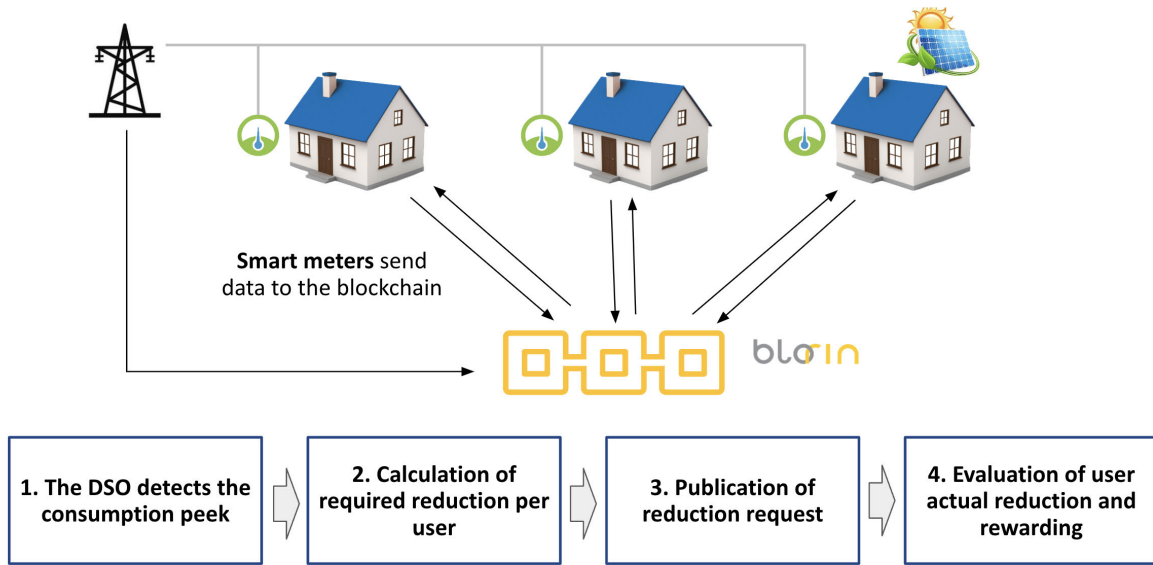 Smart meters send
data to the blockchain
blorin
1. The DSO detects the
consumption peek
2. Calculation of
required reduction per
user
3. Publication of
reduction request
4. Evaluation of user
actual reduction and
rewarding